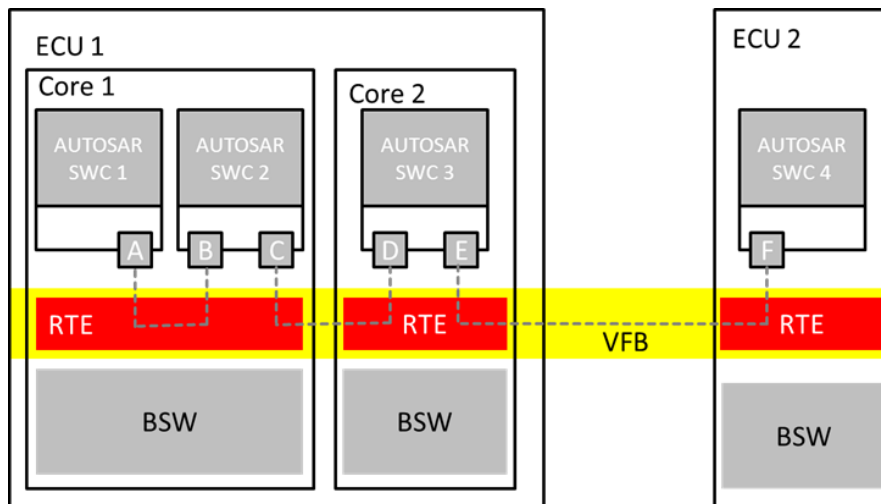 ECU 1
ECU 2
Core 1
Core 2
AUTOSAR
SWC 1
AUTOSAR
SWC 2
AUTOSAR
SWC 3
AUTOSAR
SWC 4
A
B
C
D
E
F
RTE
RTE
RTE
VFB
BSW
BSW
BSW